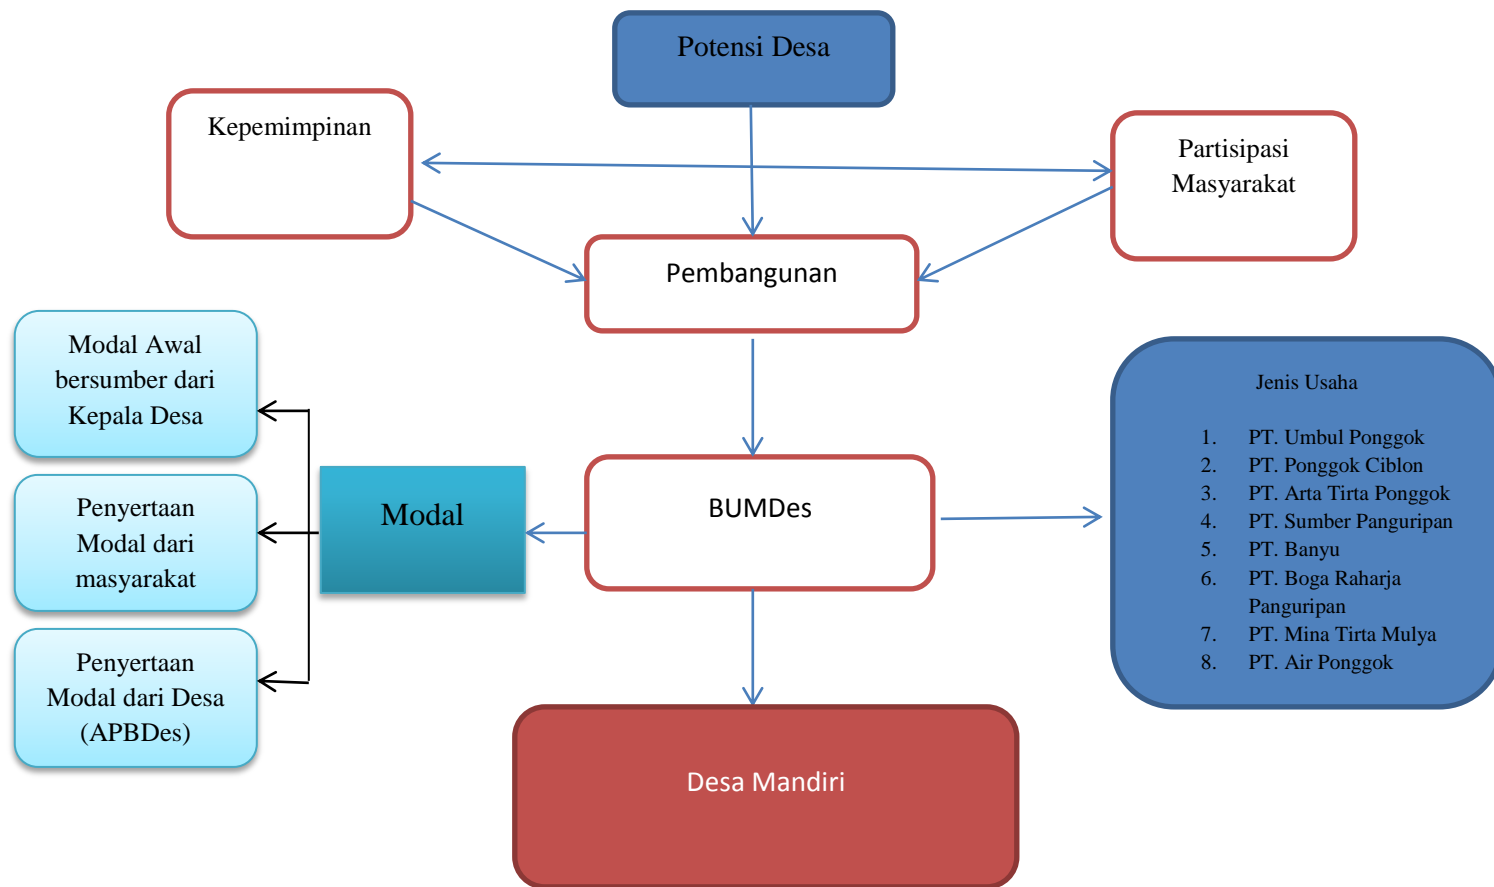 Potensi Desa
Kepemimpinan
Partisipasi
Masyarakat
Pembangunan
Modal Awal
bersumber dari
Kepala Desa
Penyertaan
Modal dari
masyarakat
Penyertaan
Modal dari Desa
(APBDes)
Modal
BUMDes
Jenis Usaha
1. PT. Umbul Ponggok
2. PT. Ponggok Ciblon
3. PT. Arta Tirta Ponggok
4. PT. Sumber Panguripan
5. PT. Banyu
6. PT. Boga Raharja
Panguripan
7. PT. Mina Tirta Mulya
8. PT. Air Ponggok
Desa Mandiri